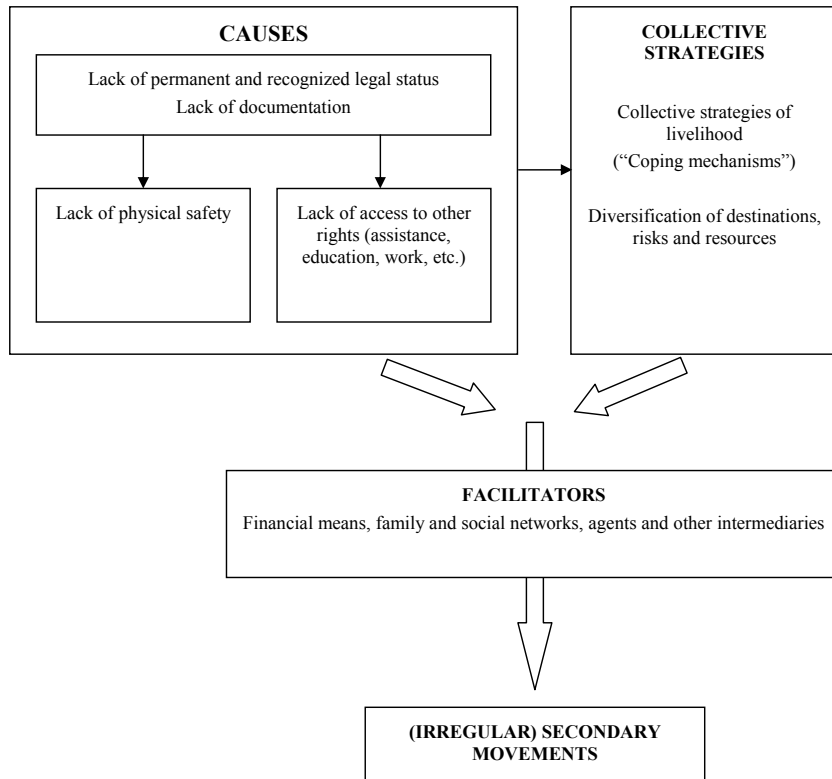 CAUSES
Lack of permanent and recognized legal status
Lack of documentation
Lack of physical safety
Lack of access to other
rights (assistance,
education, work, etc.)
COLLECTIVE
STRATEGIES
Collective strategies of
livelihood
(“Coping mechanisms”)
Diversification of destinations,
risks and resources
FACILITATORS
Financial means, family and social networks, agents and other intermediaries
(IRREGULAR) SECONDARY
MOVEMENTS